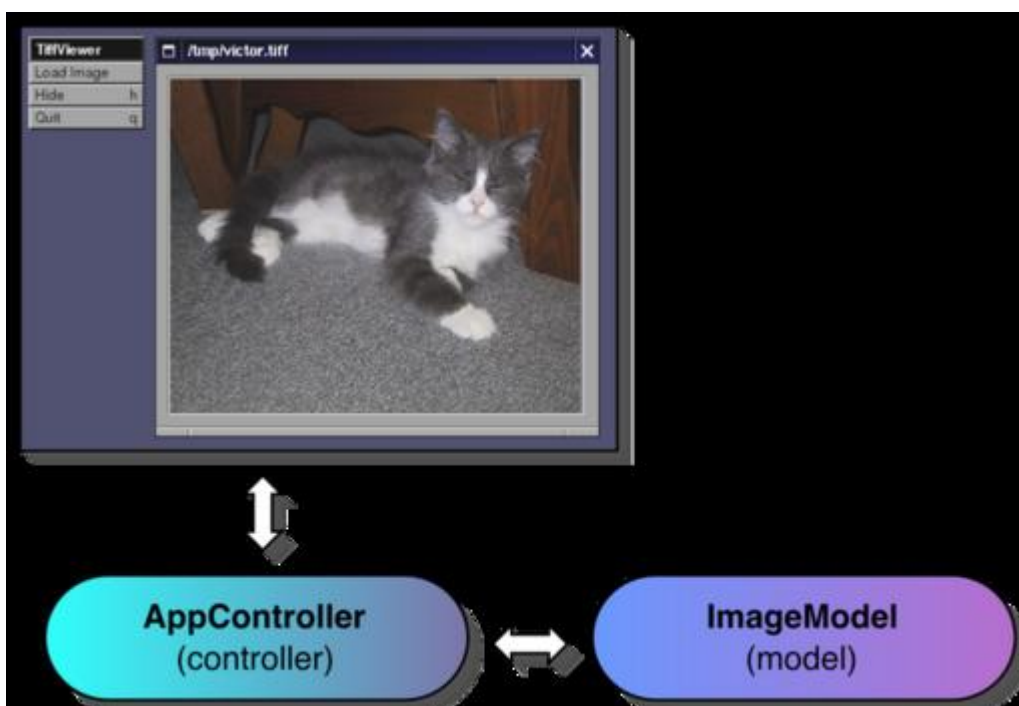 TiffViewer
Load Image
Hide h
Quit q
/tmp/victor.tiff
AppController
(controller)
ImageModel
(model)